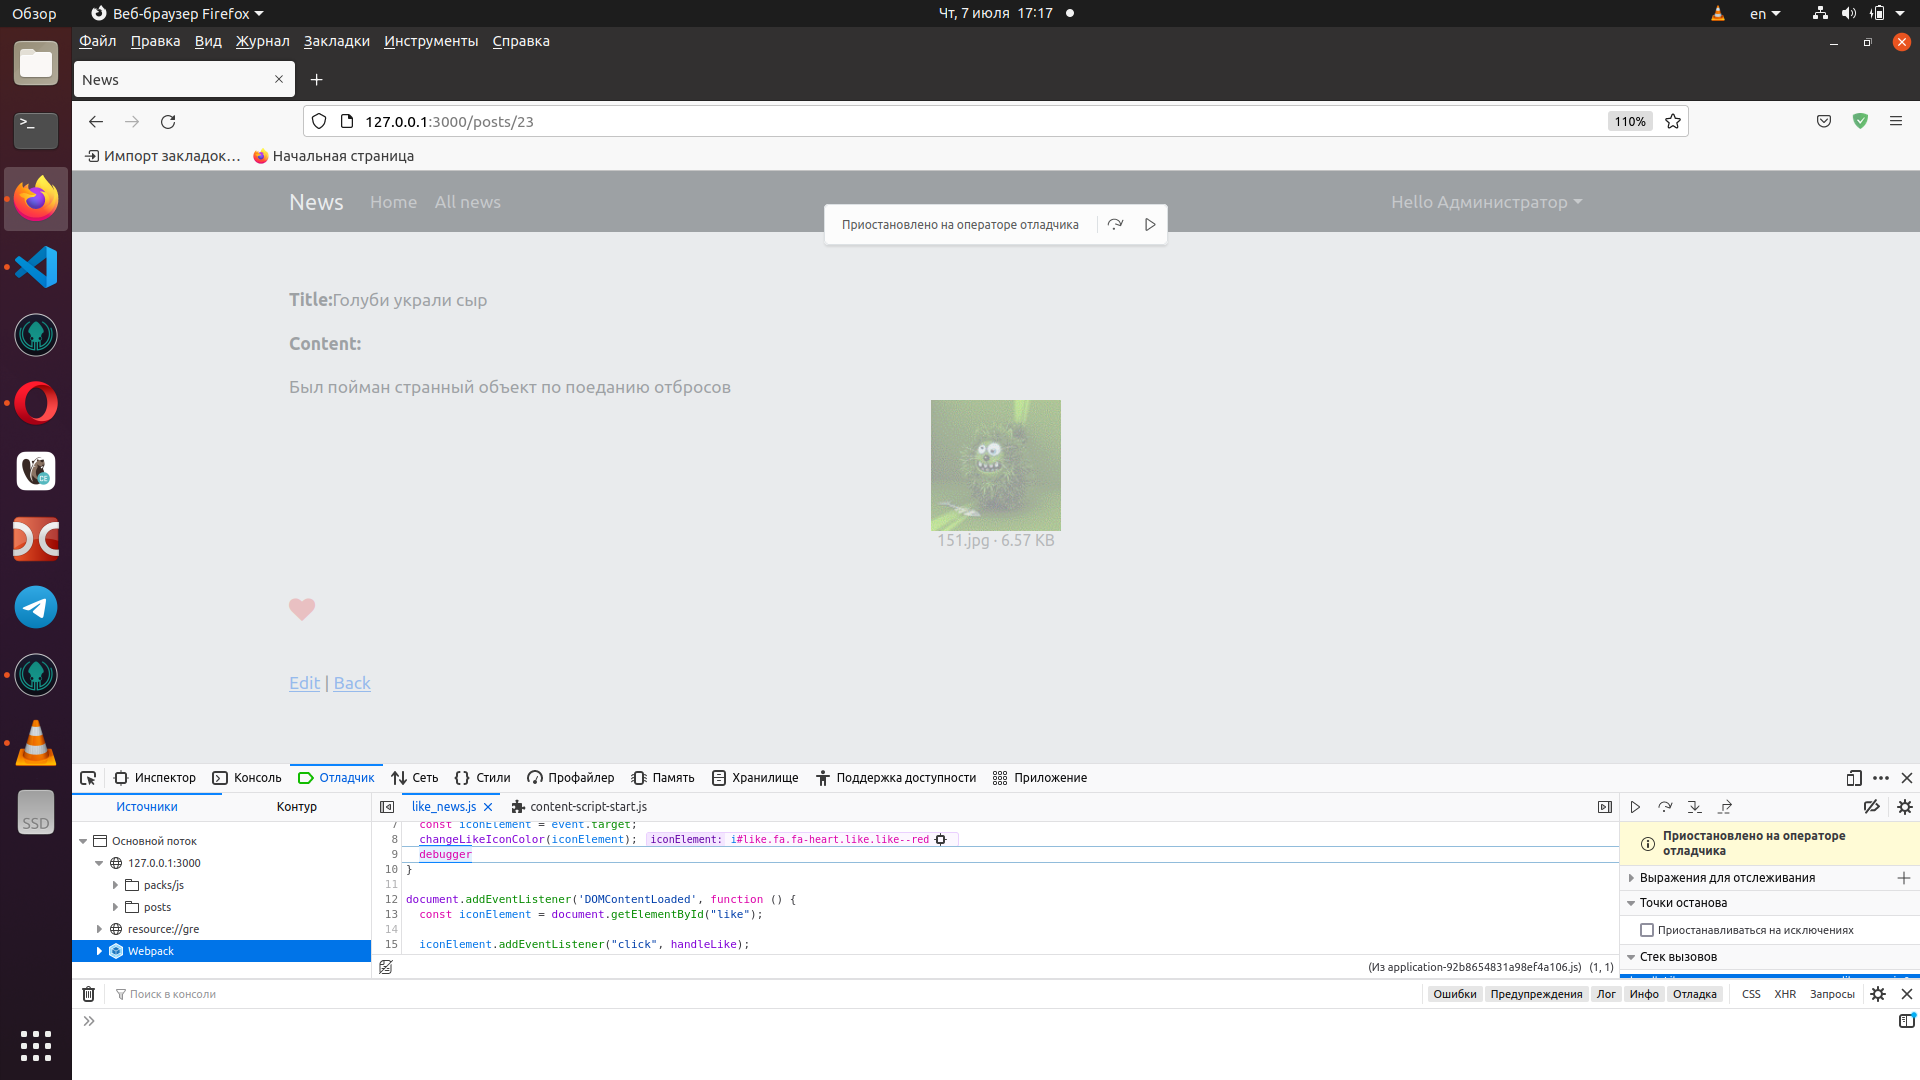 Обзор
Веб-браузер Firefox
Чт, 7 июля 17:17
en
Файл Правка Вид Журнал Закладки Инструменты Справка
News
127.0.0.1:3000/posts/23
110%
Импорт закладок…
Начальная страница
News Home All news
Hello Администратор
Приостановлено на операторе отладчика
Title:Голуби украли сыр
Content:
Был пойман странный объект по поеданию отбросов
151.jpg · 6.57 KB
Edit | Back
SSD
Инспектор Консоль Отладчик Сеть Стили Профайлер Память Хранилище Поддержка доступности Приложение
Источники Контур
like_news.js
content-script-start.js
Основной поток
127.0.0.1:3000
packs/js
posts
resource://gre
Webpack
7 const iconElement = event.target;
8 changeLikeIconColor(iconElement); iconElement: i#like.fa.fa-heart.like.like--red
9 debugger
10 }
11
12 document.addEventListener('DOMContentLoaded', function () {
13 const iconElement = document.getElementById("like");
14
15 iconElement.addEventListener("click", handleLike);
(Из application-92b8654831a98ef4a106.js) (1, 1)
Приостановлено на операторе
отладчика
Выражения для отслеживания
Точки останова
Приостанавливаться на исключениях
Стек вызовов
Поиск в консоли
Ошибки Предупреждения Лог Инфо Отладка CSS XHR Запросы